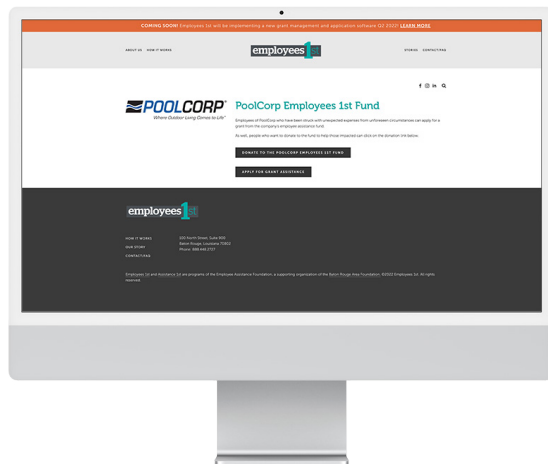 COMING SOON! Employees 1st will be implementing a new grant management and application software Q2 2022! LEARN MORE
ABOUT US HOW IT WORKS
employees 1st
STORIES CONTACT/FAQ
POOLCORP
Where Outdoor Living Comes to Life
PoolCorp Employees 1st Fund
Employees of PoolCorp who have been struck with unexpected expenses from unforeseen circumstances can apply for a
grant from the company's employee assistance fund.
As well, people who want to donate to the fund to help those impacted can click on the donation link below.
DONATE TO THE POOLCORP EMPLOYEES 1ST FUND
APPLY FOR GRANT ASSISTANCE
employees 1st
HOW IT WORKS
OUR STORY
CONTACT/FAQ
100 North Street, Suite 900
Baton Rouge, Louisiana 70802
Phone:
Employees 1st and Assistance 1st are programs of the Employee Assistance Foundation, a supporting organization of the Baton Rouge Area Foundation. ©2022 Employees 1st. All rights
reserved.